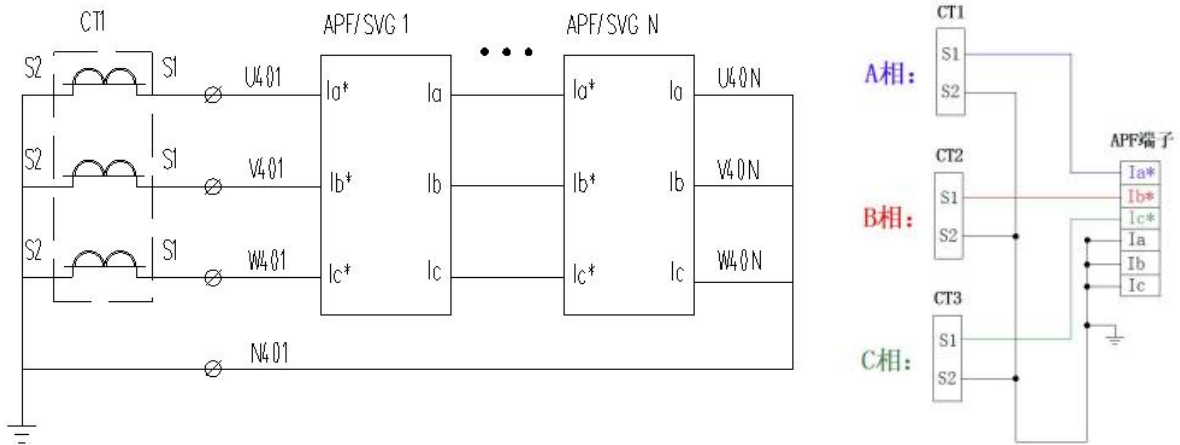 CT1
APF/SVG 1
APF/SVG N
S2
S1
U401
Ia*
Ia
Ia*
Ia
U40N
S2
S1
V401
Ib*
Ib
Ib*
Ib
V40N
S2
S1
W401
Ic*
Ic
Ic*
Ic
W40N
N401
CT1
A相：
S1
S2
CT2
B相：
S1
S2
CT3
C相：
S1
S2
APF端子
Ia*
Ib*
Ic*
Ia
Ib
Ic